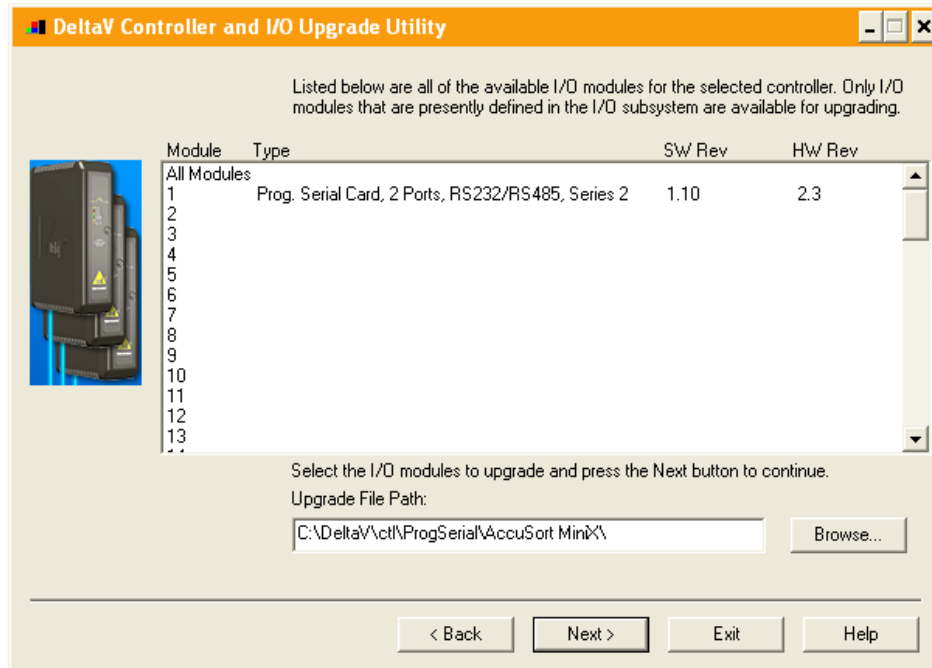 DeltaV Controller and I/O Upgrade Utility
Listed below are all of the available I/O modules for the selected controller. Only I/O
modules that are presently defined in the I/O subsystem are available for upgrading.
Module Type SW Rev HW Rev
All Modules
1 Prog. Serial Card, 2 Ports, RS232/RS485, Series 2 1.10 2.3
2
3
4
5
6
7
8
9
10
11
12
13
Select the I/O modules to upgrade and press the Next button to continue.
Upgrade File Path:
C:\DeltaV\ctl\ProgSerial\AccuSort MiniX\
Browse...
< Back Next > Exit Help